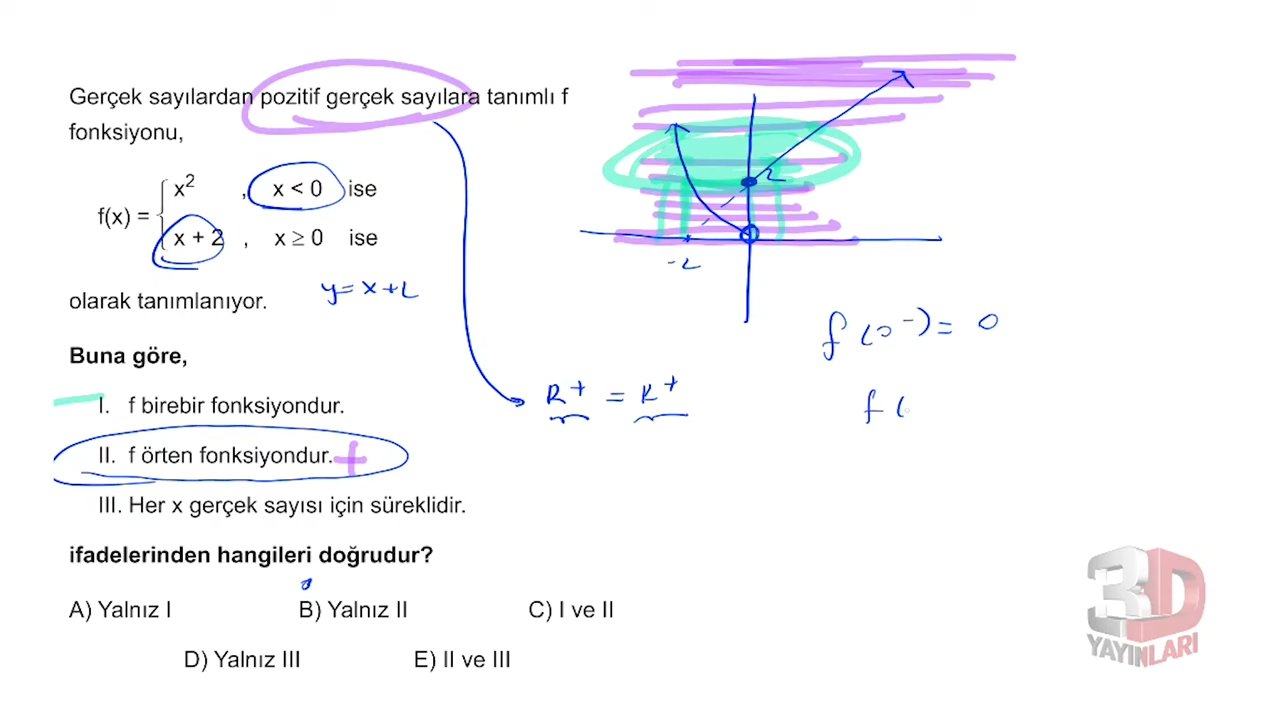 Gerçek sayılardan pozitif gerçek sayılara tanımlı f
fonksiyonu,
x² , x < 0 ise
f(x) =
x + 2 , x ≥ 0 ise
olarak tanımlanıyor.
y = x + 2
Buna göre,
I. f birebir fonksiyondur.
II. f örten fonksiyondur.
III. Her x gerçek sayısı için süreklidir.
ifadelerinden hangileri doğrudur?
A) Yalnız I B) Yalnız II C) I ve II
D) Yalnız III E) II ve III
2
-2
f(0⁻) = 0
R⁺ = R⁺
f(
3D
YAYINLARI